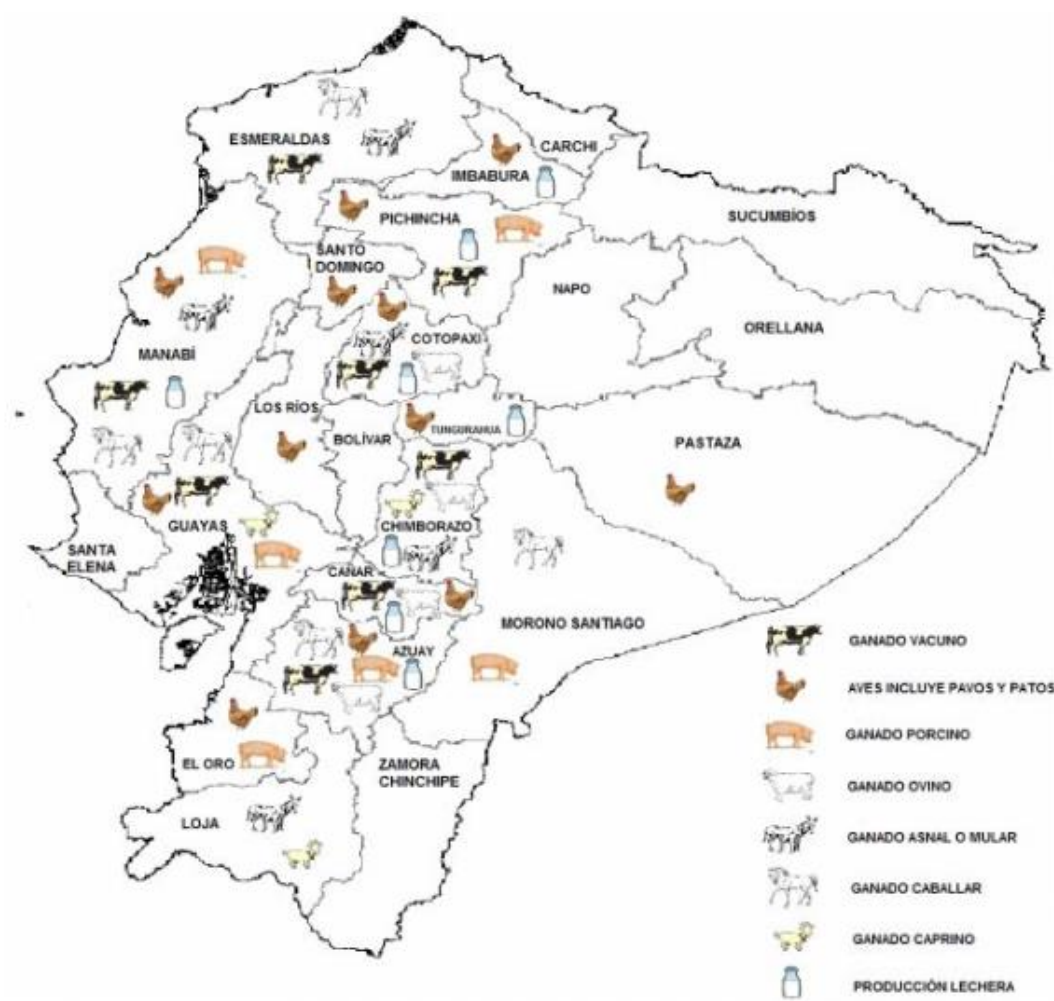 ESMERALDAS
CARCHI
IMBABURA
SUCUMBÍOS
PICHINCHA
SANTO
DOMINGO
NAPO
ORELLANA
COTOPAXI
MANABÍ
LOS RÍOS
BOLÍVAR
TUNGURAHUA
PASTAZA
GUAYAS
CHIMBORAZO
SANTA
ELENA
CAÑAR
MORONO SANTIAGO
AZUAY
EL ORO
ZAMORA
CHINCHIPE
LOJA
GANADO VACUNO
AVES INCLUYE PAVOS Y PATOS
GANADO PORCINO
GANADO OVINO
GANADO ASNAL O MULAR
GANADO CABALLAR
GANADO CAPRINO
PRODUCCIÓN LECHERA